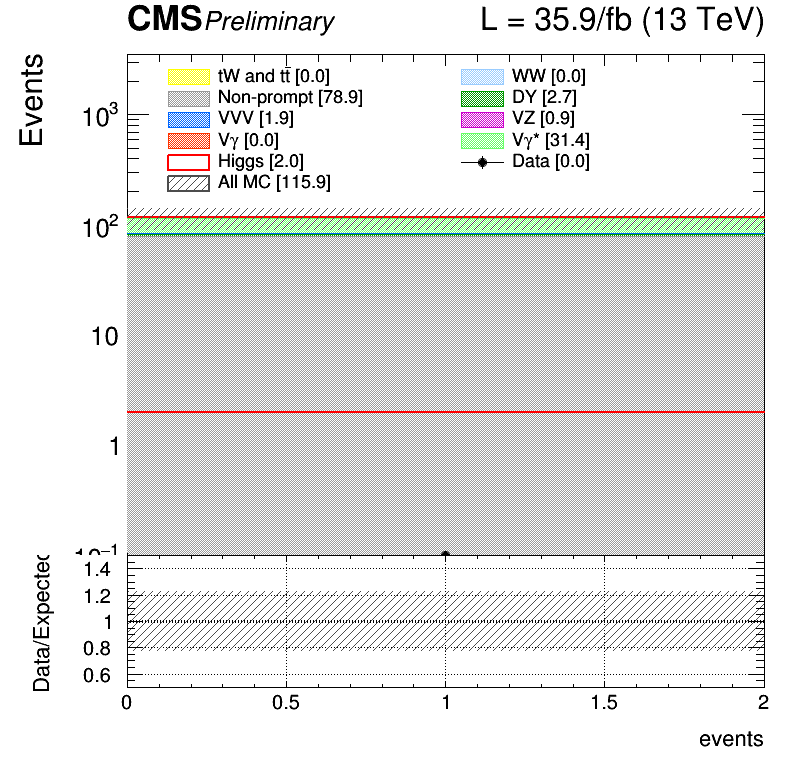 CMS Preliminary L = 35.9/fb (13 TeV)
Events
tW and tt̄ [0.0] WW [0.0]
Non-prompt [78.9] DY [2.7]
VVV [1.9] VZ [0.9]
Vγ [0.0] Vγ* [31.4]
Higgs [2.0] Data [0.0]
All MC [115.9]
10³
10²
10
1
10⁻¹
Data/Expected
1.4
1.2
1
0.8
0.6
0 0.5 1 1.5 2
events